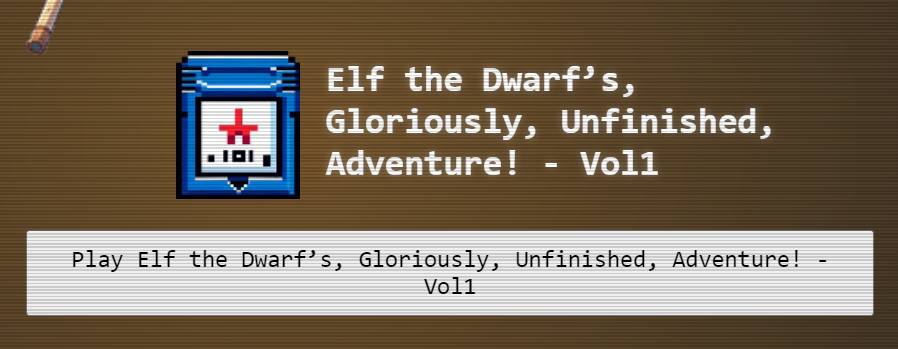 Elf the Dwarf’s,
Gloriously, Unfinished,
Adventure! - Vol1
Play Elf the Dwarf’s, Gloriously, Unfinished, Adventure! -
Vol1